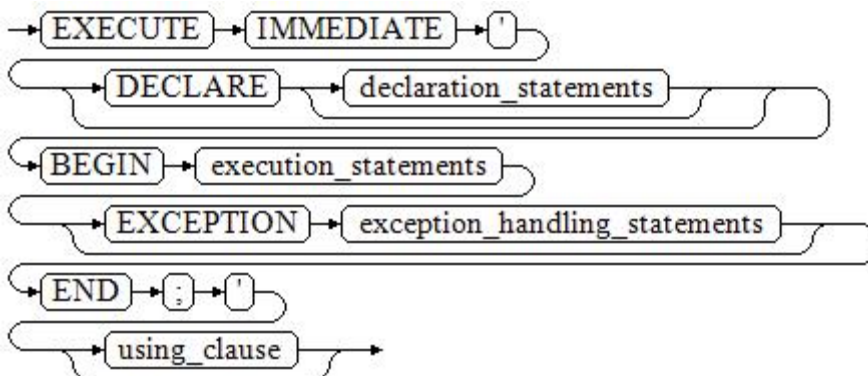 EXECUTE IMMEDIATE '
DECLARE declaration_statements
BEGIN execution_statements
EXCEPTION exception_handling_statements
END ; '
using_clause